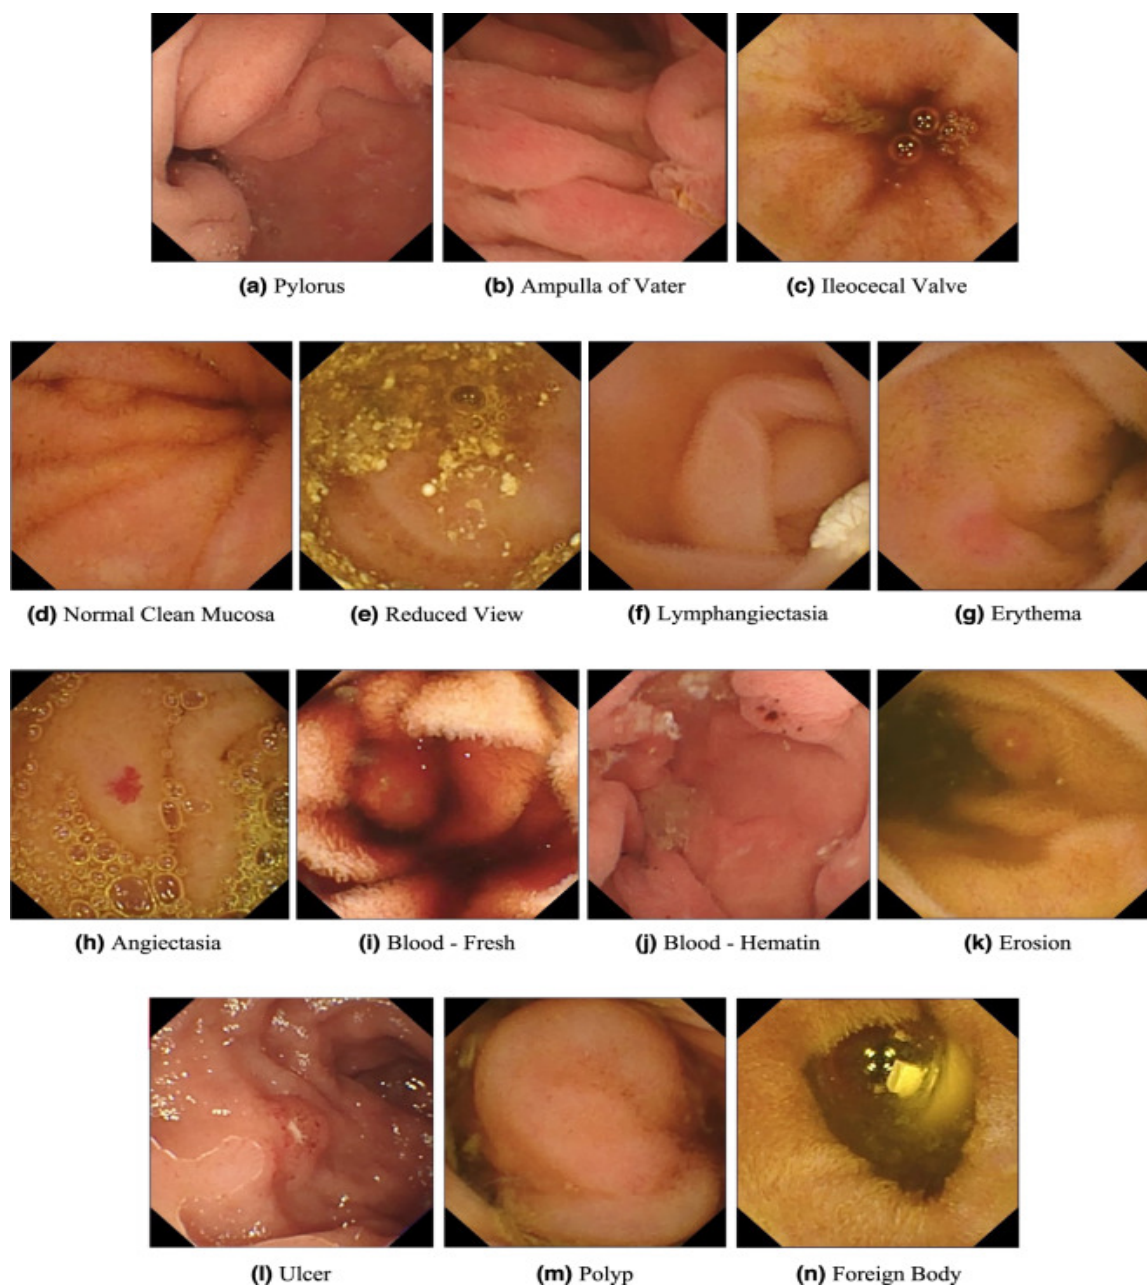 (a) Pylorus
(b) Ampulla of Vater
(c) Ileocecal Valve
(d) Normal Clean Mucosa
(e) Reduced View
(f) Lymphangiectasia
(g) Erythema
(h) Angiectasia
(i) Blood - Fresh
(j) Blood - Hematin
(k) Erosion
(l) Ulcer
(m) Polyp
(n) Foreign Body